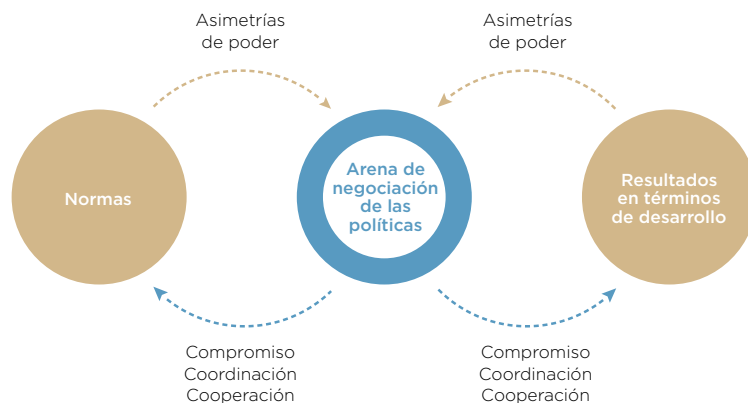 Asimetrías
de poder
Asimetrías
de poder
Normas
Arena de
negociación
de las
políticas
Resultados
en términos
de desarrollo
Compromiso
Coordinación
Cooperación
Compromiso
Coordinación
Cooperación